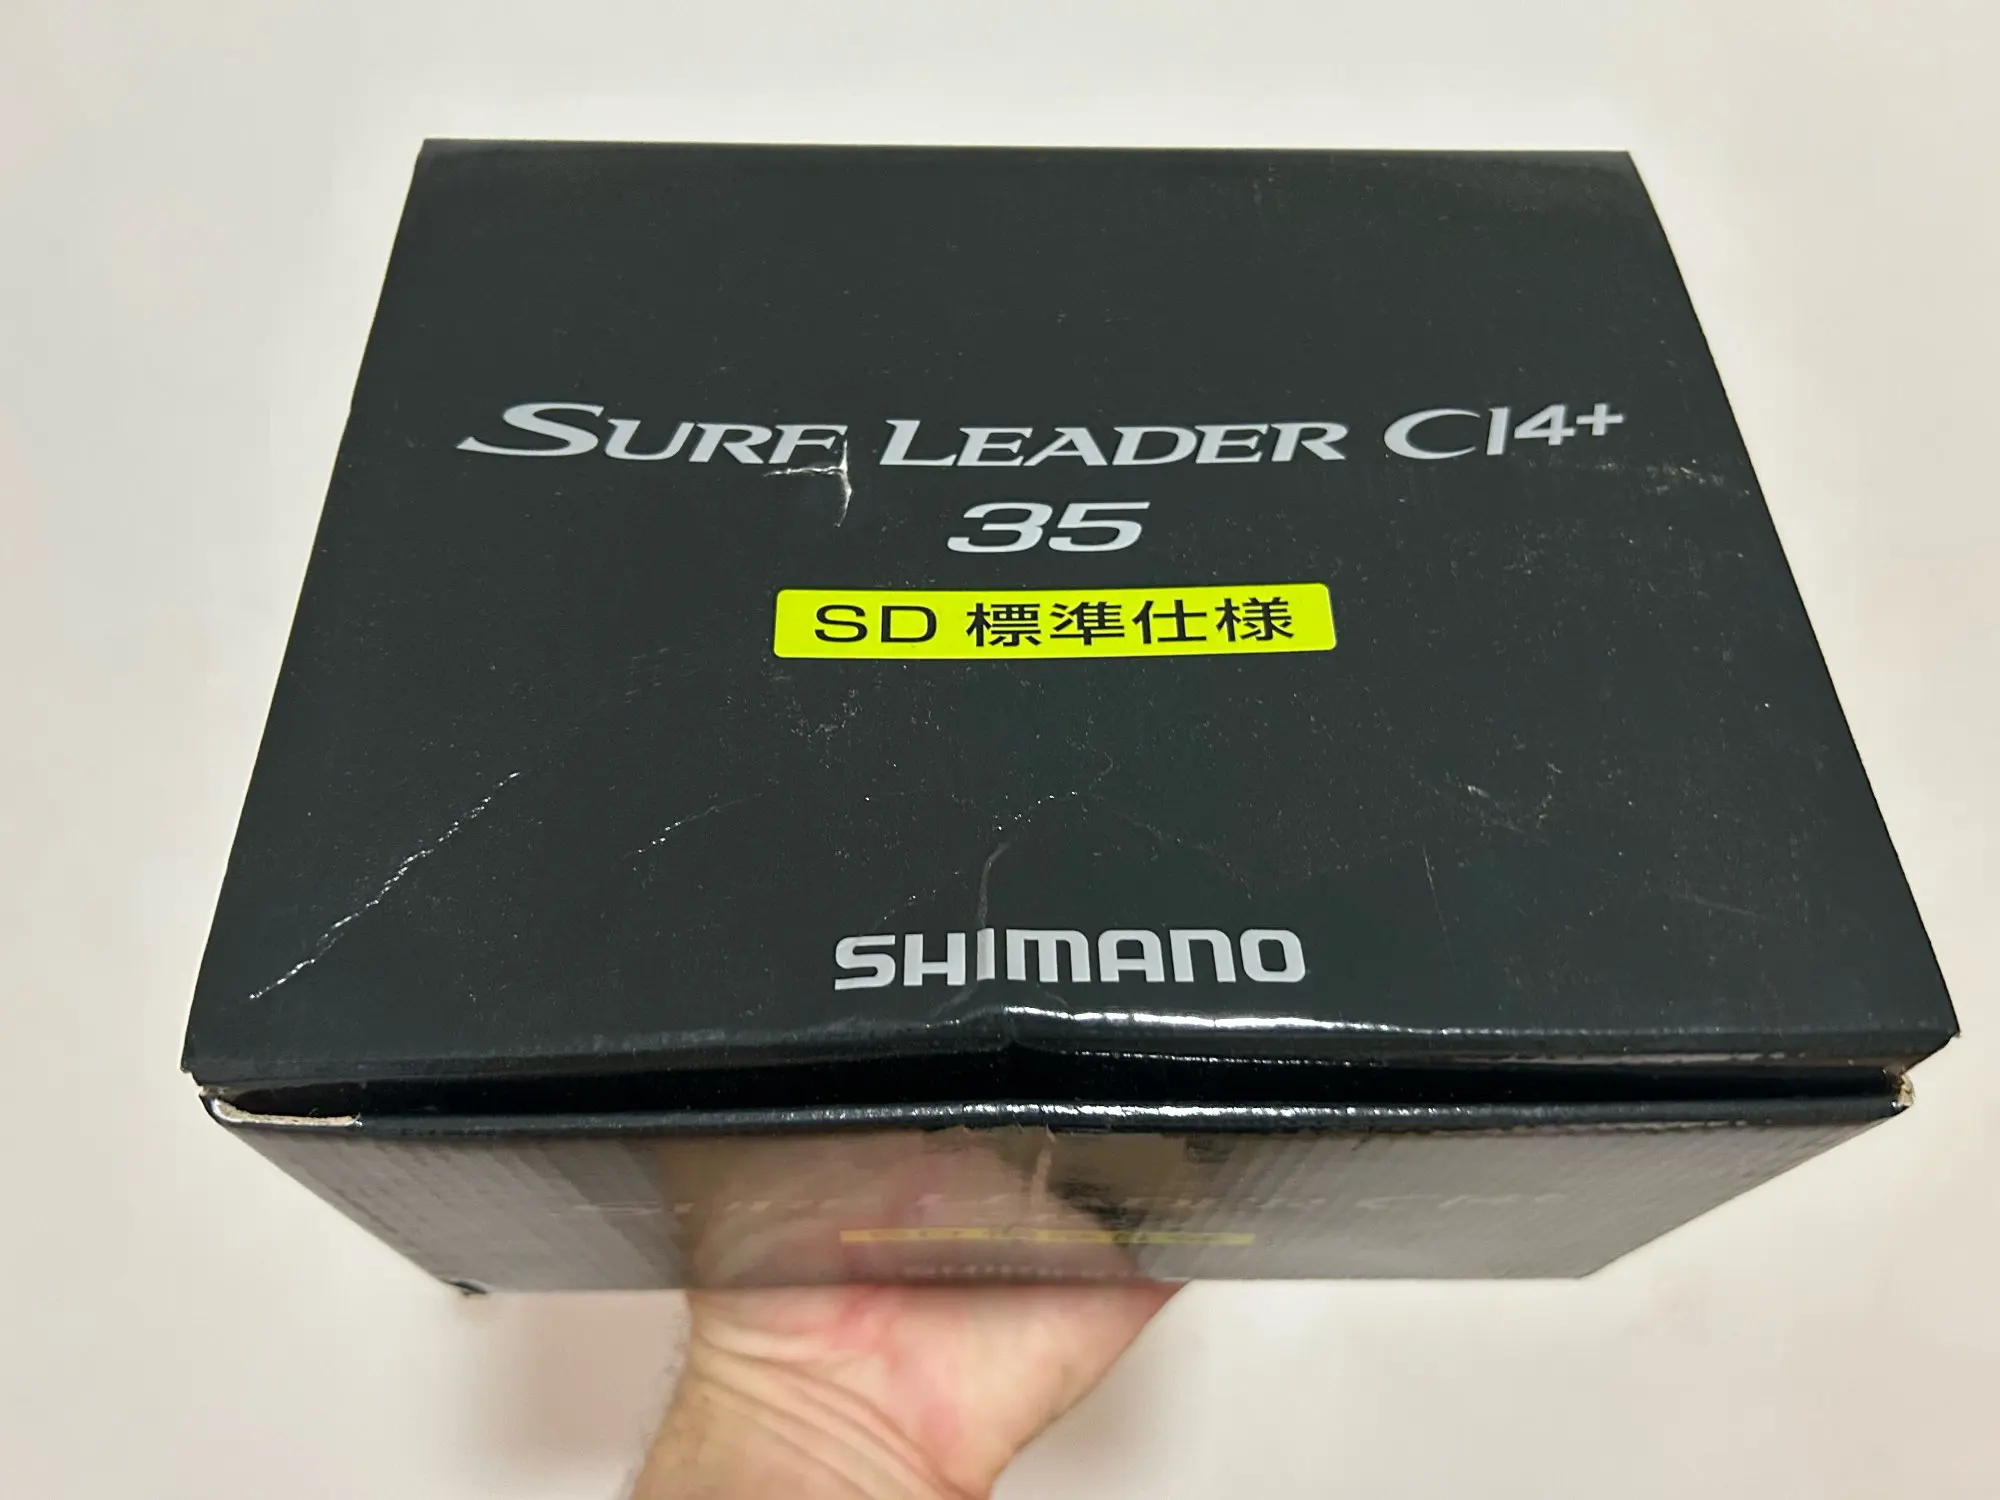 SURF LEADER CI4+
35
SD 標準仕様
SHIMANO